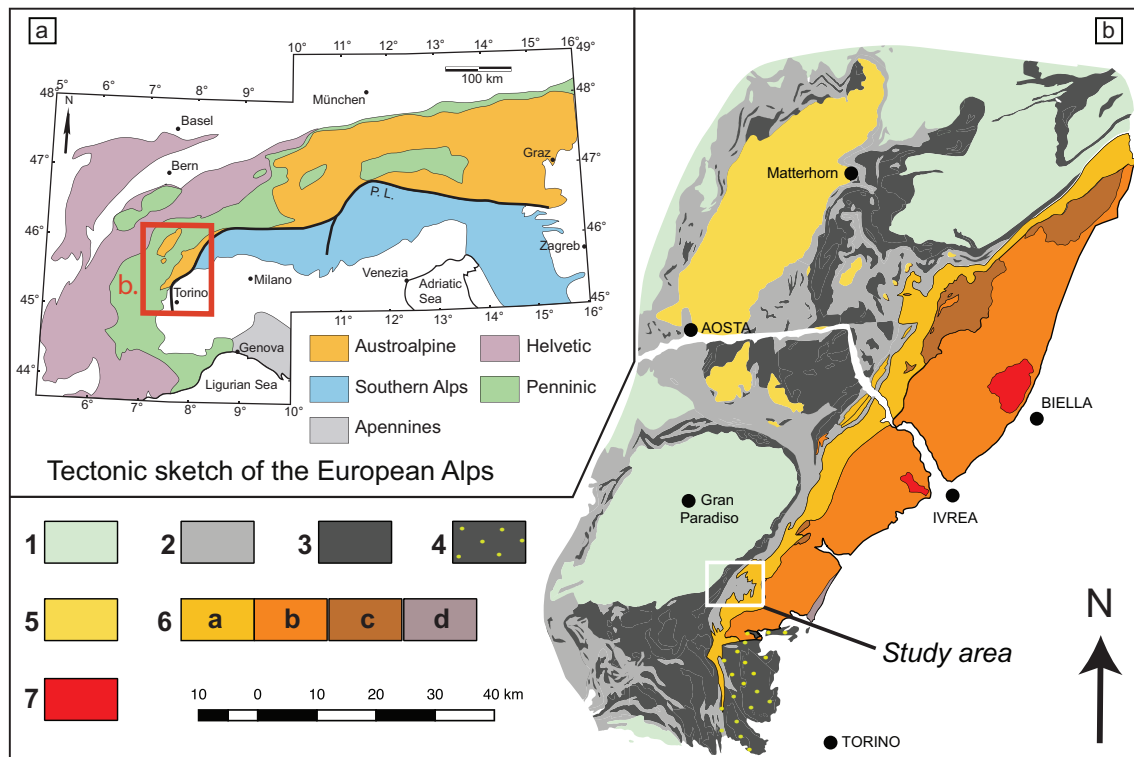 a
10° 11° 12° 13° 14° 15° 16°
49°
5° 6° 7° 8° 9°
48° 48°
100 km
N
München
Basel
47° 47°
Bern
Graz
P. L.
46° 46°
Zagreb
b.
Milano
Venezia
Torino
Adriatic
Sea
45° 45°
11° 12° 13° 14° 15° 16°
Genova
44°
Ligurian Sea
6° 7° 8° 9° 10°
Austroalpine
Helvetic
Southern Alps
Penninic
Apennines
Tectonic sketch of the European Alps
b
Matterhorn
AOSTA
BIELLA
Gran
Paradiso
IVREA
Study area
N
TORINO
1 2 3 4
5 6 a b c d
7
10 0 10 20 30 40 km